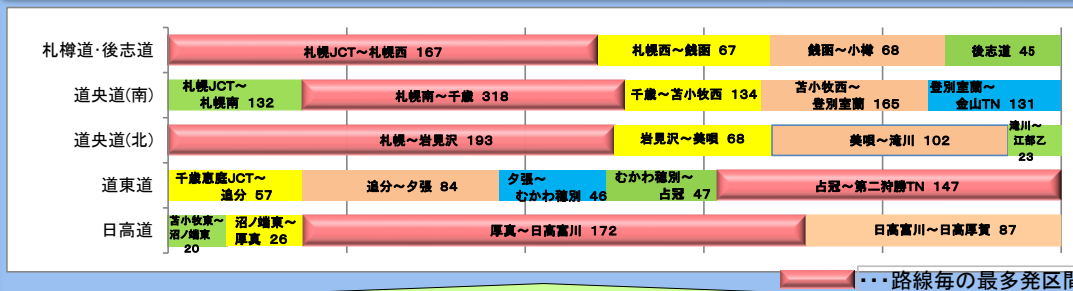 札樽道・後志道
札幌JCT～札幌西 167
札幌西～銭函 67
銭函～小樽 68
後志道 45
道央道(南)
札幌JCT～
札幌南 132
札幌南～千歳 318
千歳～苫小牧西 134
苫小牧西～
登別室蘭 165
登別室蘭～
金山TN 131
道央道(北)
札幌～岩見沢 193
岩見沢～美唄 68
美唄～滝川 102
滝川～
江部乙
23
道東道
千歳恵庭JCT～
追分 57
追分～夕張 84
夕張～
むかわ穂別 46
むかわ穂別～
占冠 47
占冠～第二狩勝TN 147
日高道
苫小牧東～
沼ノ端東
20
沼ノ端東～
厚真 26
厚真～日高富川 172
日高富川～日高厚賀 87
・・・路線毎の最多発区間